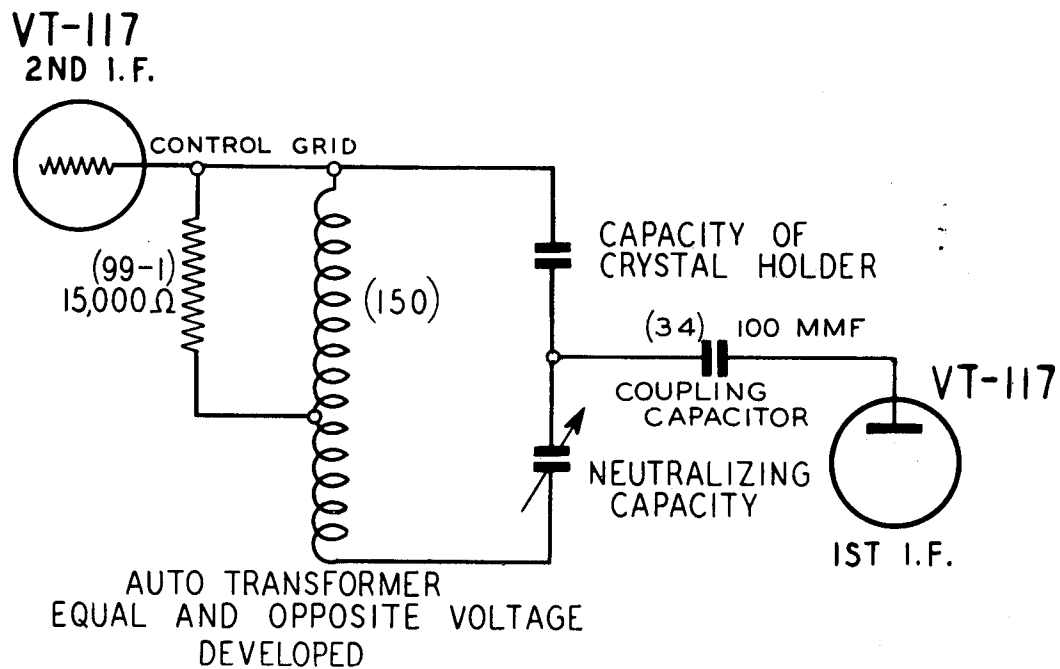 VT-117
2ND I.F.
CONTROL GRID
(99-1)
15,000Ω
(150)
CAPACITY OF
CRYSTAL HOLDER
(34) 100 MMF
COUPLING
CAPACITOR
VT-117
NEUTRALIZING
CAPACITY
1ST I.F.
AUTO TRANSFORMER
EQUAL AND OPPOSITE VOLTAGE
DEVELOPED